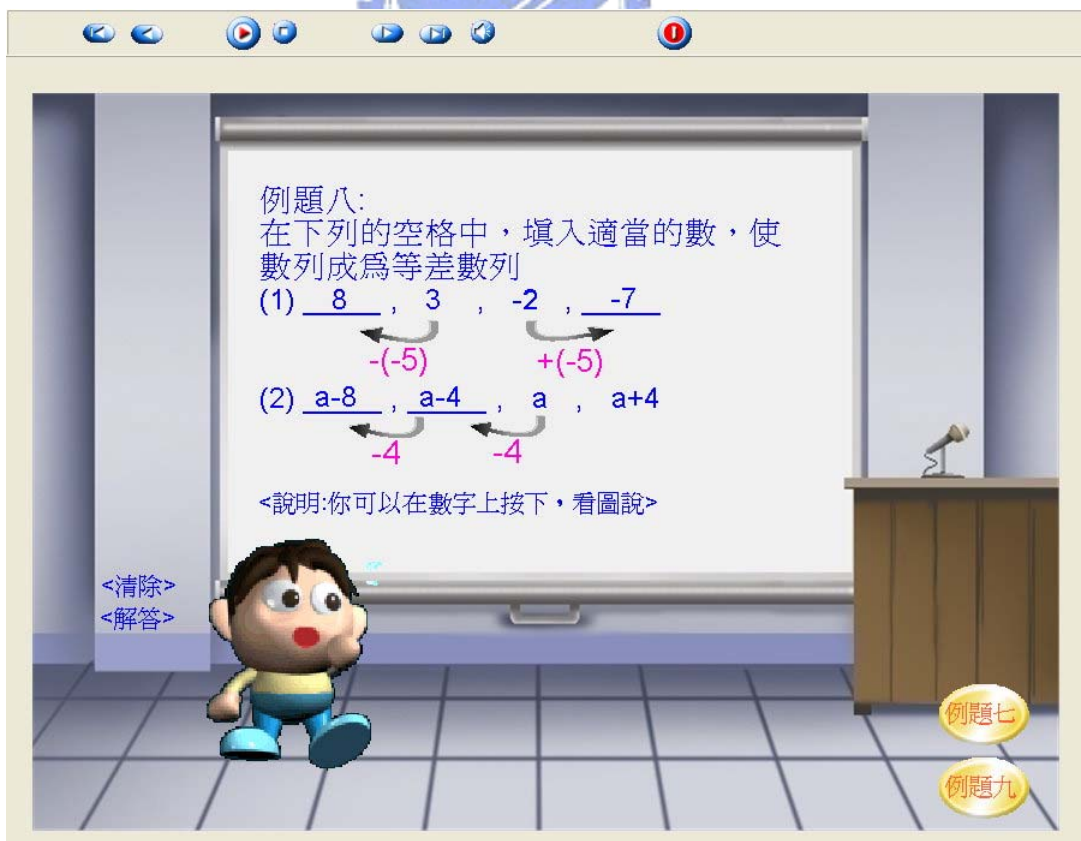 例題八:
在下列的空格中，填入適當的數，使
數列成為等差數列
(1) 8 , 3 , -2 , -7
-(-5) +(-5)
(2) a-8 , a-4 , a , a+4
-4 -4
<說明:你可以在數字上按下，看圖說>
<清除>
<解答>
例題七
例題九